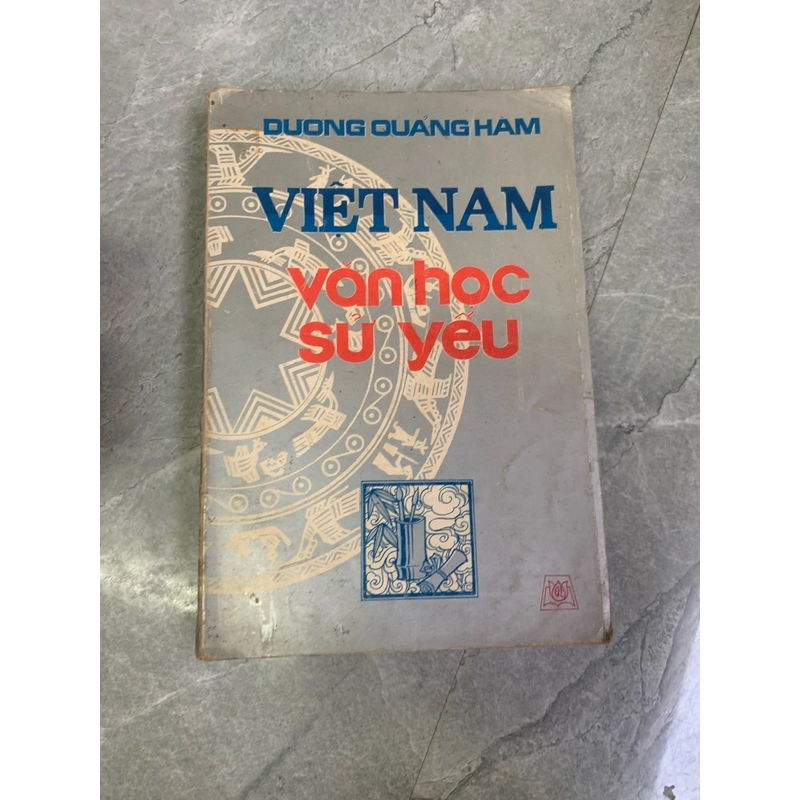 DƯƠNG QUẢNG HÀM
VIỆT NAM
văn học
sử yếu